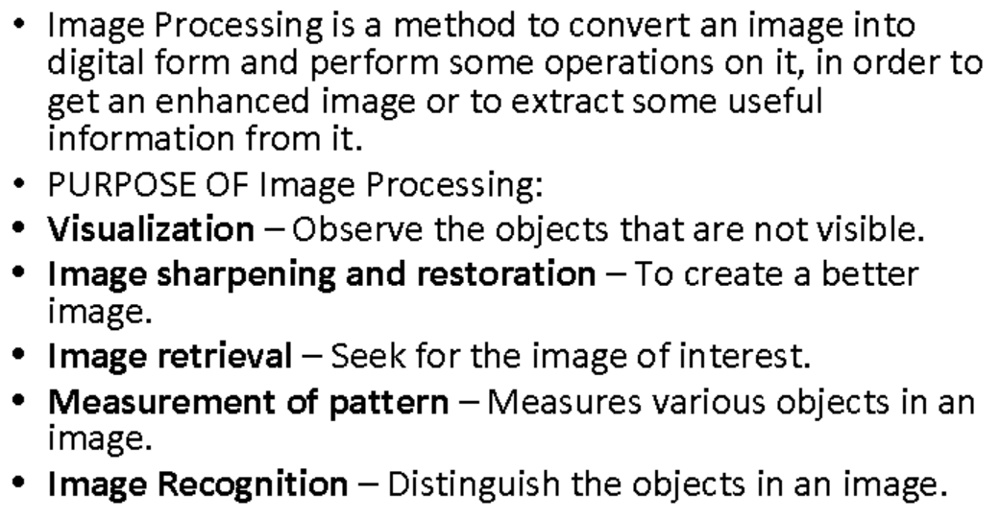 • Image Processing is a method to convert an image into
digital form and perform some operations on it, in order to
get an enhanced image or to extract some useful
information from it.
• PURPOSE OF Image Processing:
• Visualization – Observe the objects that are not visible.
• Image sharpening and restoration – To create a better
image.
• Image retrieval – Seek for the image of interest.
• Measurement of pattern – Measures various objects in an
image.
• Image Recognition – Distinguish the objects in an image.